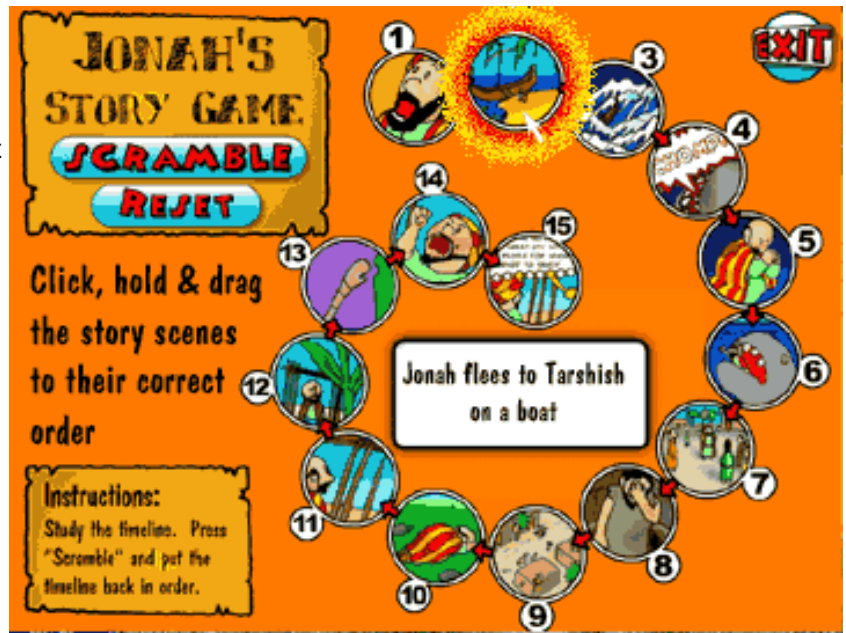 JONAH'S
STORY GAME
SCRAMBLE
RESET
EXIT
1
3
4
CHOMP!
5
6
7
8
9
10
11
12
13
14
15
Click, hold & drag
the story scenes
to their correct
order
Jonah flees to Tarshish
on a boat
Instructions:
Study the timeline. Press
"Scramble" and put the
timeline back in order.